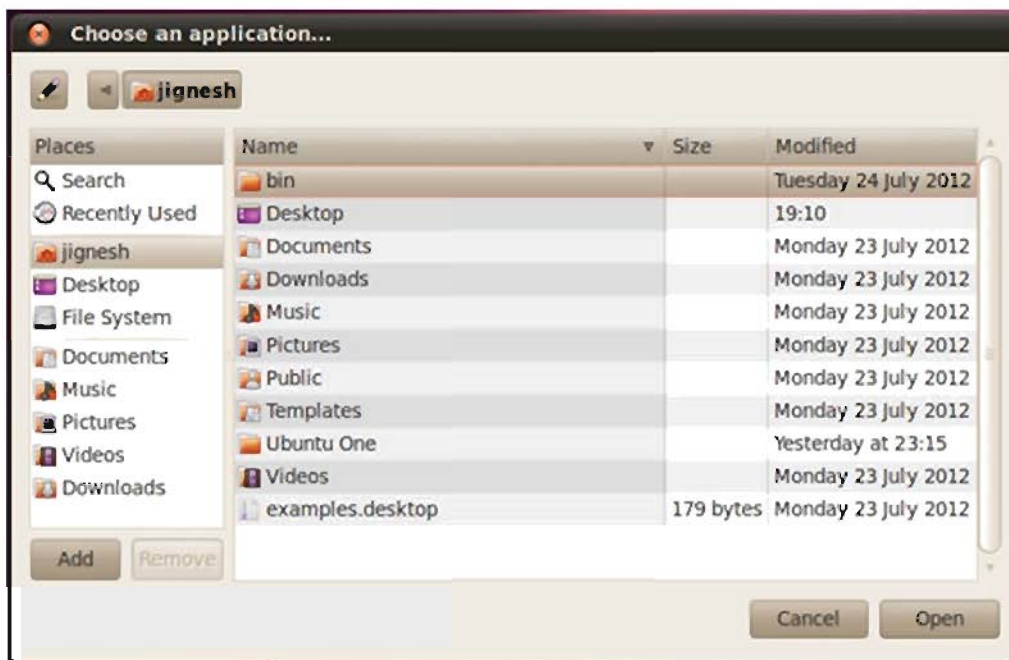 Choose an application...
jignesh
Places
Search
Recently Used
jignesh
Desktop
File System
Documents
Music
Pictures
Videos
Downloads
Add
Remove
Name Size Modified
bin Tuesday 24 July 2012
Desktop 19:10
Documents Monday 23 July 2012
Downloads Monday 23 July 2012
Music Monday 23 July 2012
Pictures Monday 23 July 2012
Public Monday 23 July 2012
Templates Monday 23 July 2012
Ubuntu One Yesterday at 23:15
Videos Monday 23 July 2012
examples.desktop 179 bytes Monday 23 July 2012
Cancel
Open